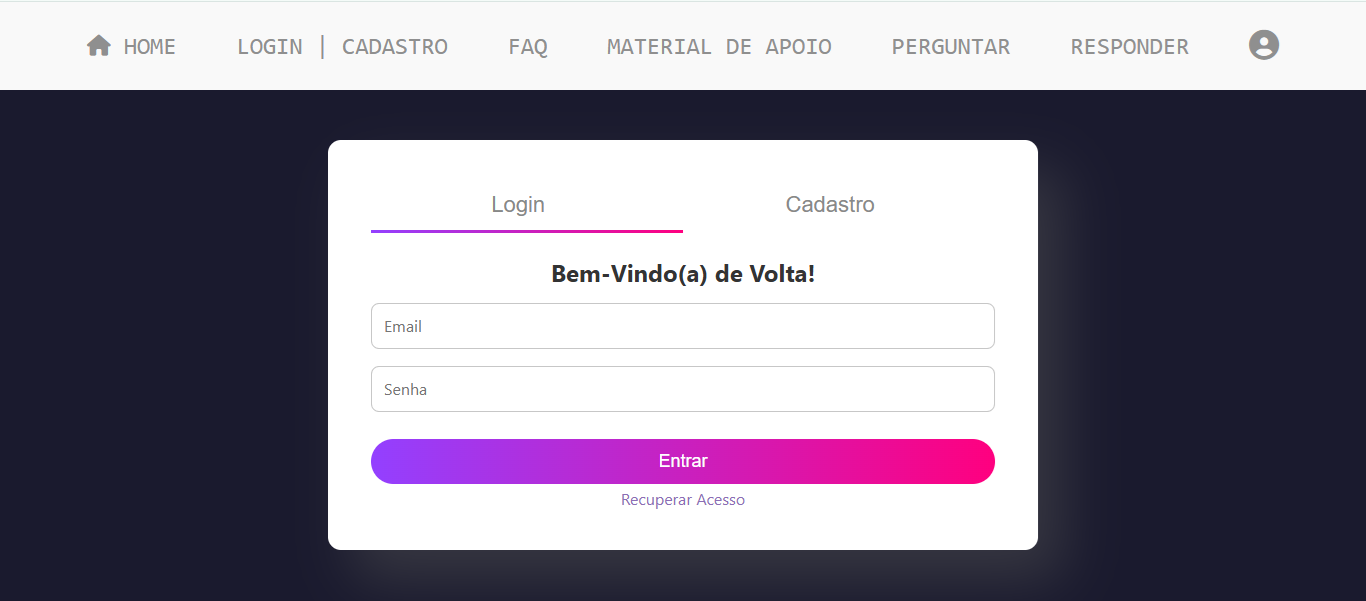 HOME LOGIN | CADASTRO FAQ MATERIAL DE APOIO PERGUNTAR RESPONDER
Login Cadastro
Bem-Vindo(a) de Volta!
Email
Senha
Entrar
Recuperar Acesso